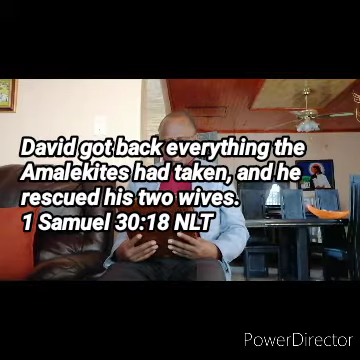 David got back everything the
Amalekites had taken, and he
rescued his two wives.
1 Samuel 30:18 NLT
PowerDirector